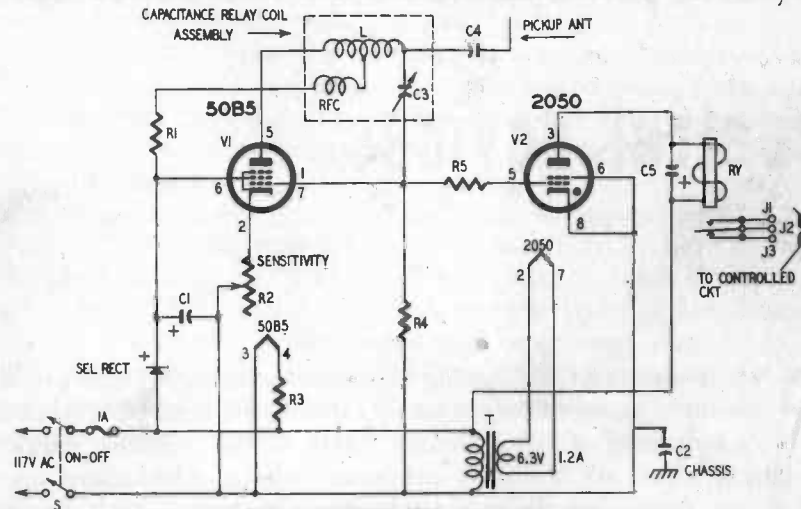 CAPACITANCE RELAY COIL
ASSEMBLY
L
C4
PICKUP ANT
RFC
C3
50B5
2050
5
3
R1
V1
V2
R5
C5
RY
6
1
7
5
6
8
2
J1
J2
J3
SENSITIVITY
R2
2050
2
7
TO CONTROLLED
CKT
C1
+
+
50B5
3
4
R4
SEL RECT
+
R3
1A
T
117V AC
ON-OFF
6.3V
1.2A
C2
CHASSIS
S